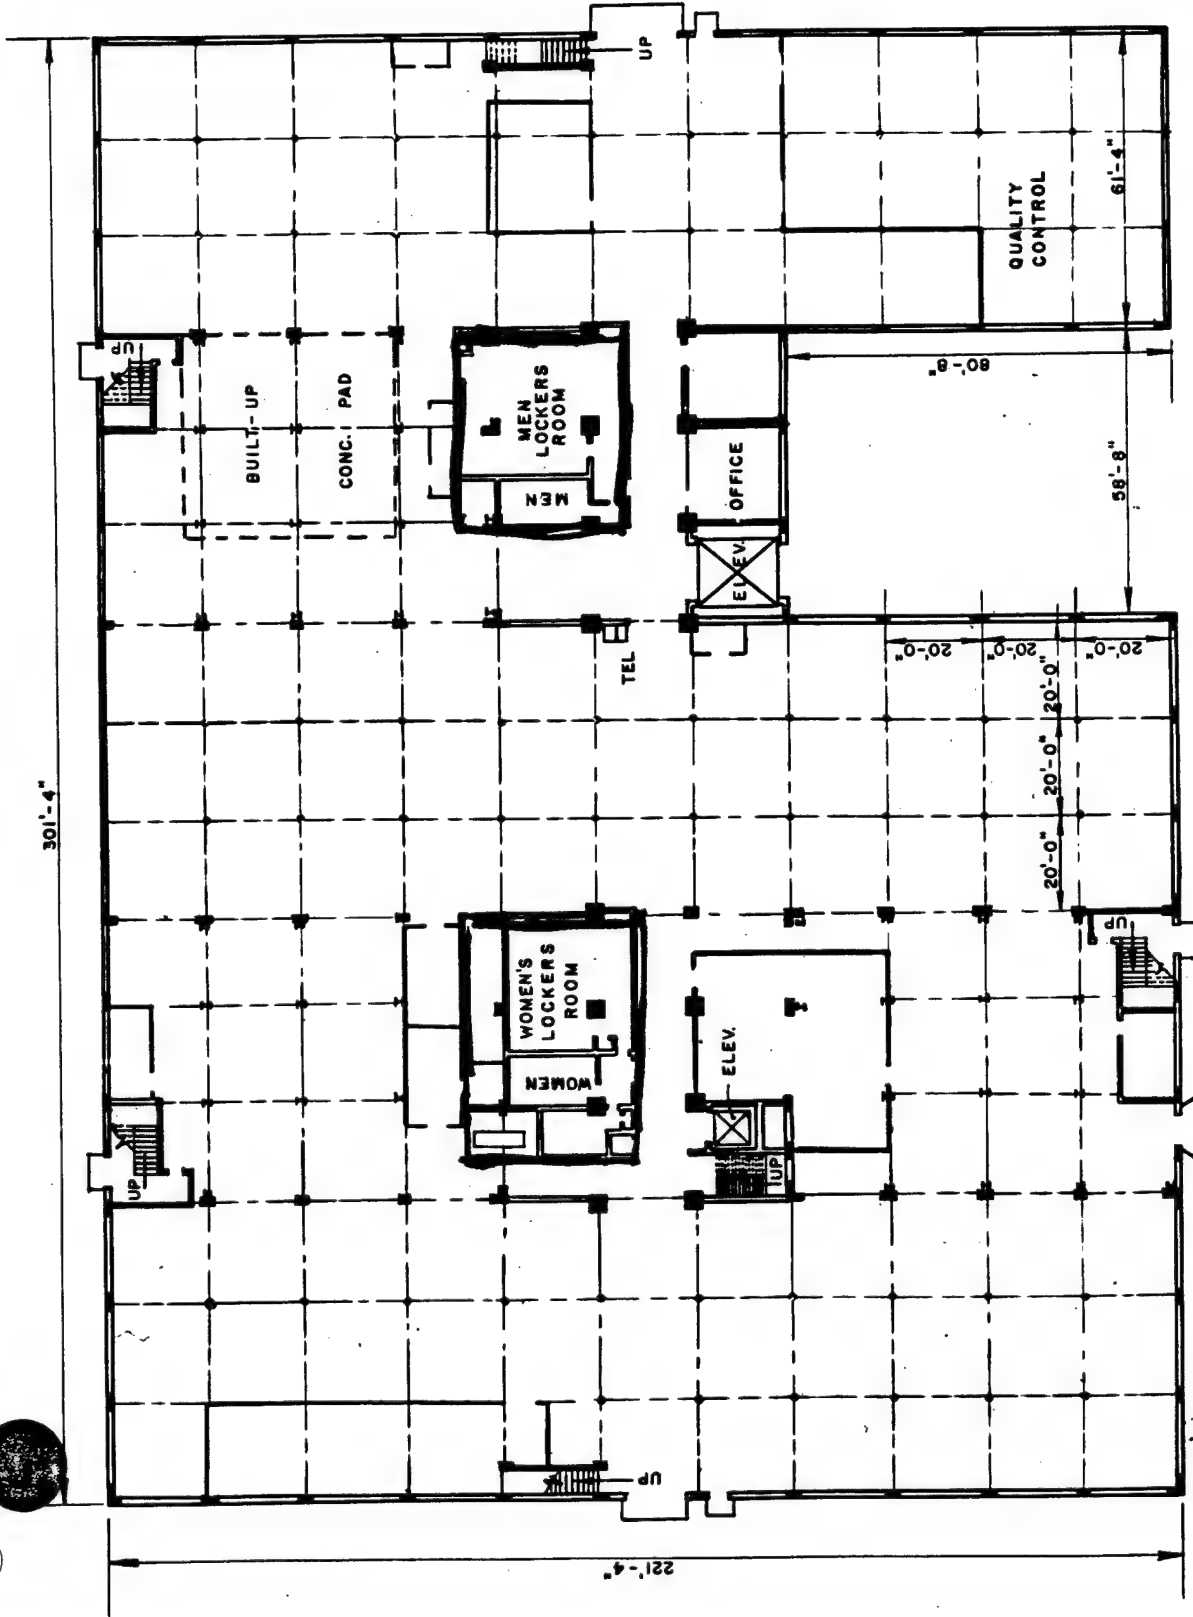 UP
301'-4"
QUALITY
CONTROL
61'-4"
UP
BUILT-UP
CONC. PAD
MEN
LOCKERS
ROOM
MEN
OFFICE
ELEV.
80'-8"
58'-8"
TEL
20'-0"
20'-0"
20'-0"
20'-0"
20'-0"
20'-0"
WOMEN'S
LOCKERS
ROOM
WOMEN
ELEV.
UP
UP
UP
UP
221'-4"